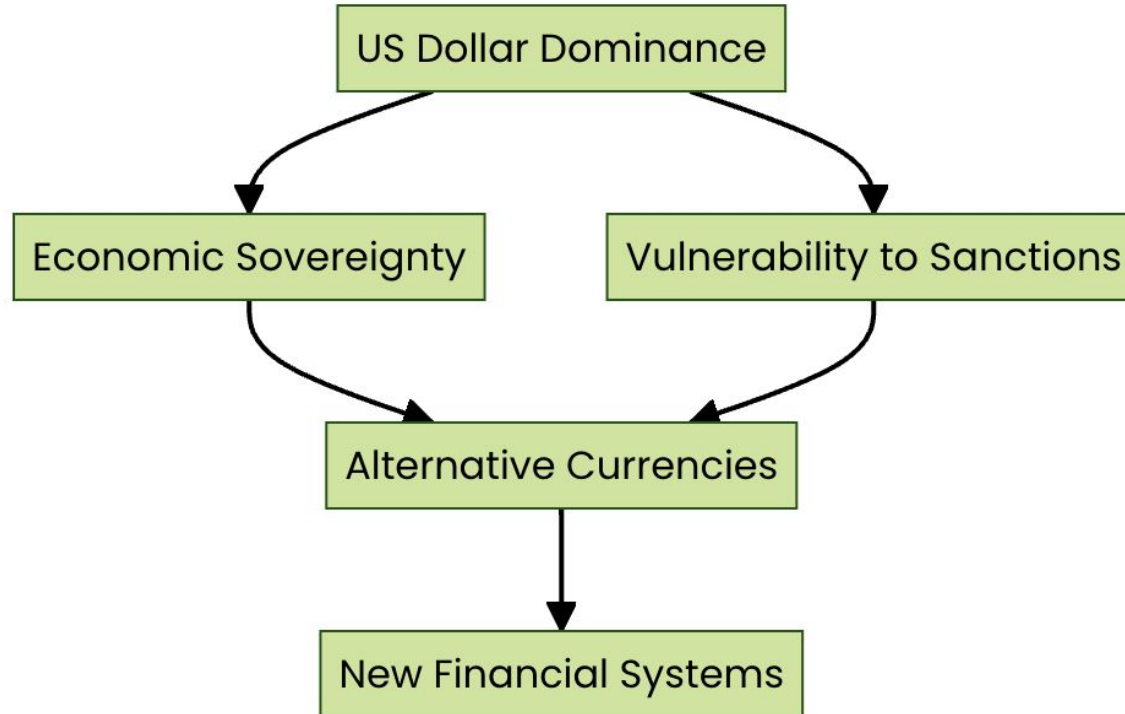 US Dollar Dominance
Economic Sovereignty
Vulnerability to Sanctions
Alternative Currencies
New Financial Systems